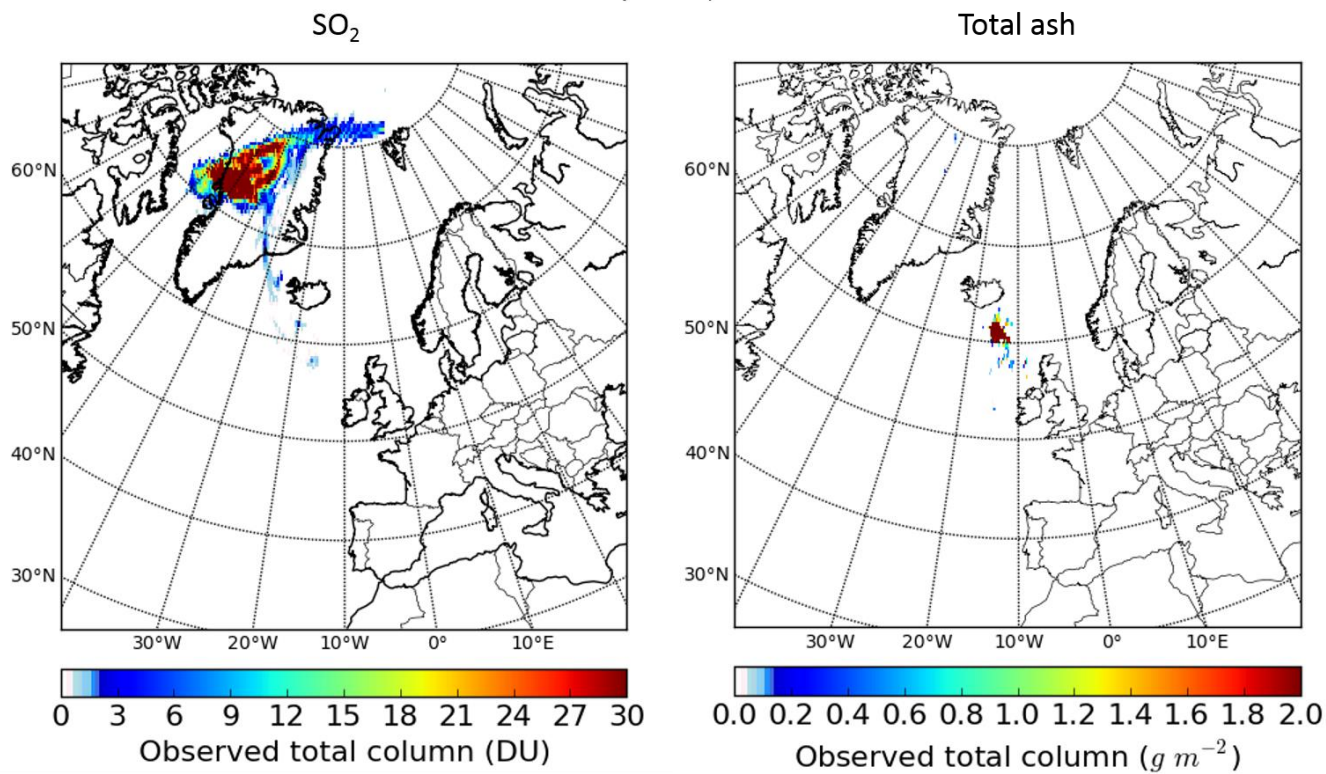 SO₂
Total ash
60°N
50°N
40°N
30°N
30°W 20°W 10°W 0° 10°E
60°N
50°N
40°N
30°N
30°W 20°W 10°W 0° 10°E
0 3 6 9 12 15 18 21 24 27 30
Observed total column (DU)
0.0 0.2 0.4 0.6 0.8 1.0 1.2 1.4 1.6 1.8 2.0
Observed total column (g m⁻²)